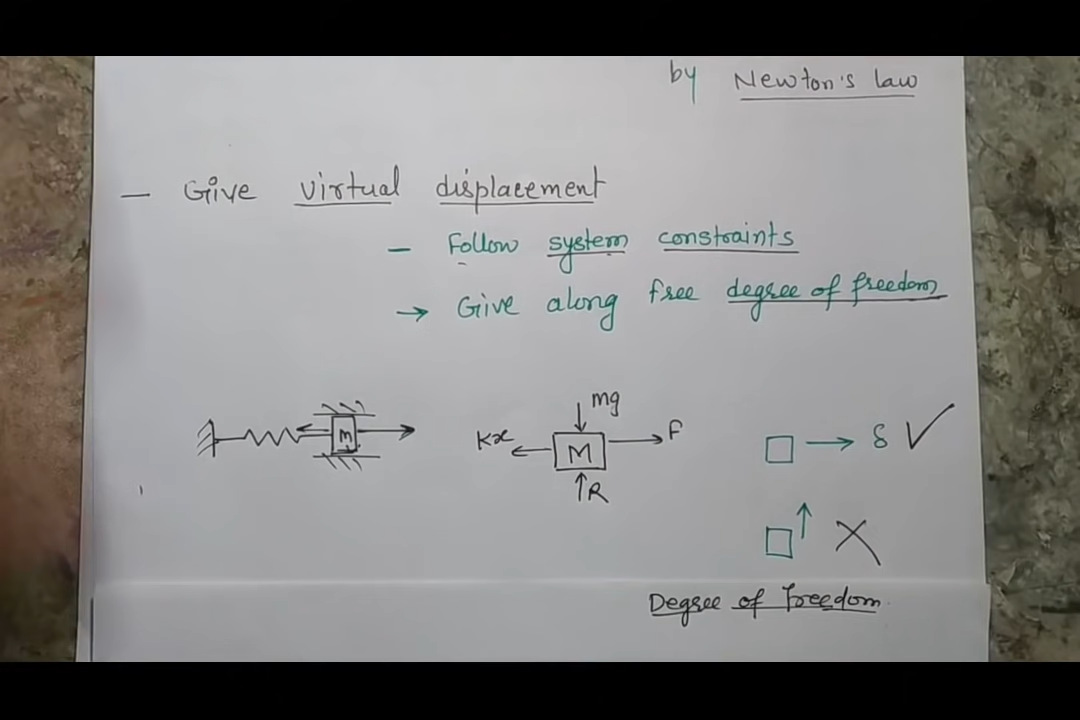 by Newton's law
— Give virtual displacement
— Follow system constraints
→ Give along free degree of freedom
m
Kx
mg
M
F
R
→ δ ✓
↑ ✗
Degree of freedom